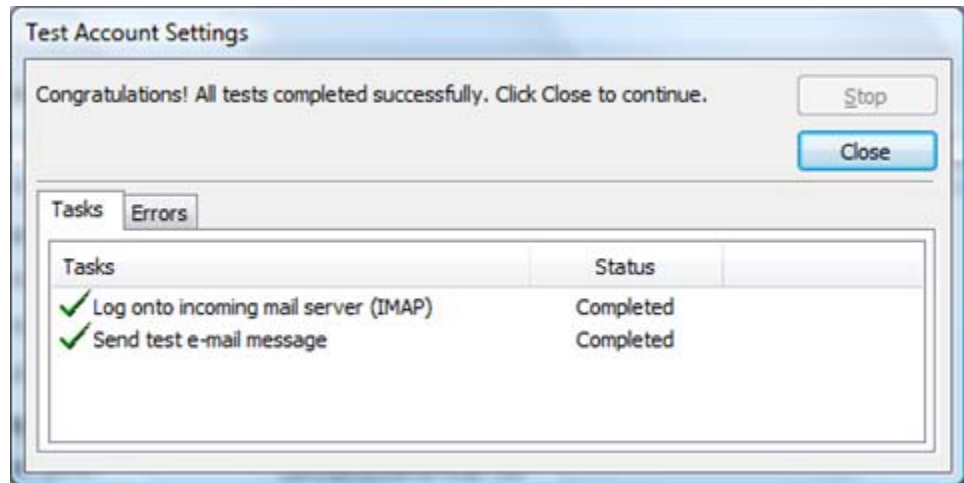 Test Account Settings
Congratulations! All tests completed successfully. Click Close to continue.
Stop
Close
Tasks Errors
Tasks Status
Log onto incoming mail server (IMAP) Completed
Send test e-mail message Completed